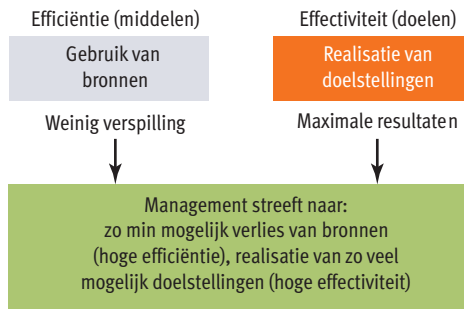 Efficiëntie (middelen)
Effectiviteit (doelen)
Gebruik van
bronnen
Realisatie van
doelstellingen
Weinig verspilling
Maximale resultaten
Management streeft naar:
zo min mogelijk verlies van bronnen
(hoge efficiëntie), realisatie van zo veel
mogelijk doelstellingen (hoge effectiviteit)